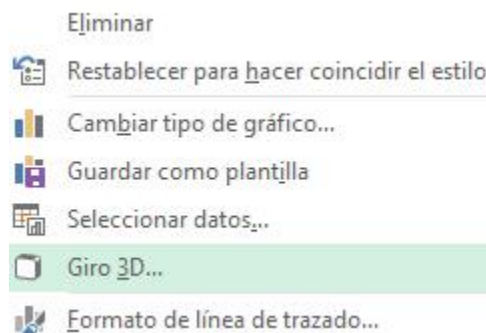 Eliminar
Restablecer para hacer coincidir el estilo
Cambiar tipo de gráfico...
Guardar como plantilla
Seleccionar datos...
Giro 3D...
Formato de línea de trazado...